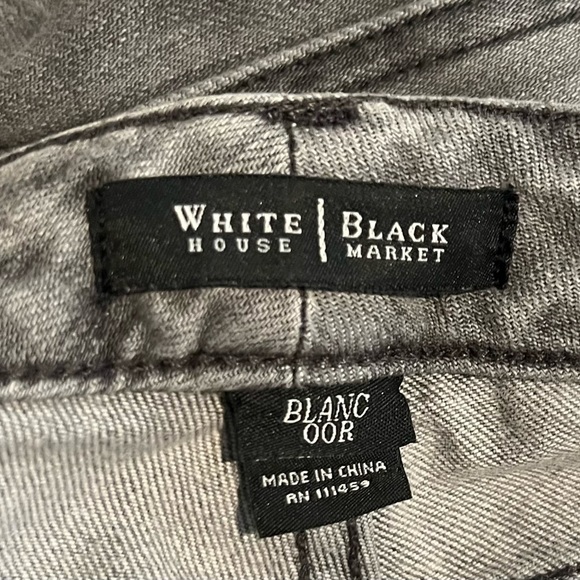 WHITE | BLACK
HOUSE MARKET
BLANC
00R
MADE IN CHINA
RN 111459